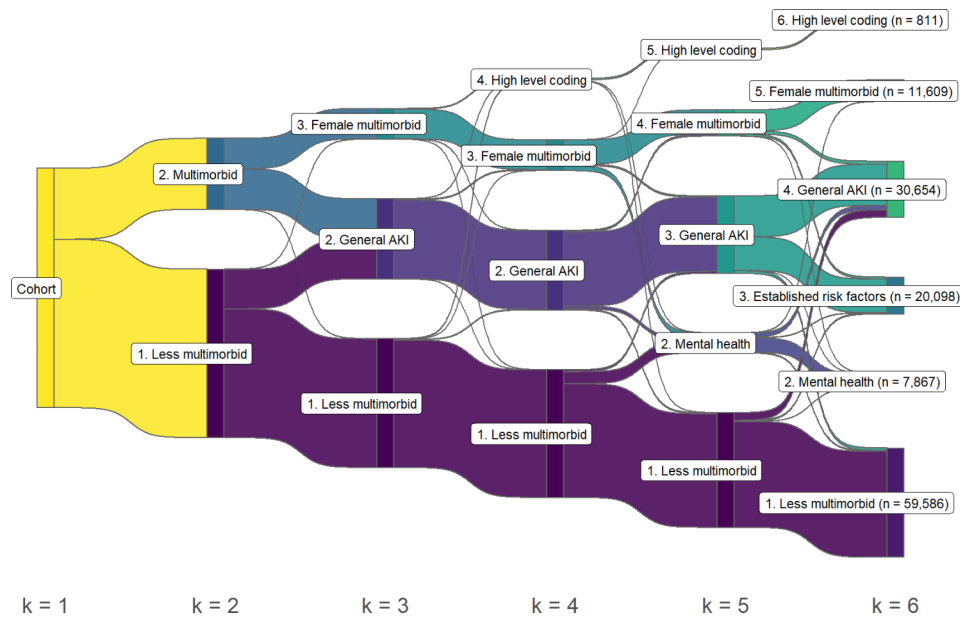 6. High level coding (n = 811)
5. High level coding
4. High level coding
5. Female multimorbid (n = 11,609)
3. Female multimorbid
4. Female multimorbid
3. Female multimorbid
2. Multimorbid
4. General AKI (n = 30,654)
2. General AKI
3. General AKI
2. General AKI
Cohort
3. Established risk factors (n = 20,098)
2. Mental health
1. Less multimorbid
2. Mental health (n = 7,867)
1. Less multimorbid
1. Less multimorbid
1. Less multimorbid
1. Less multimorbid (n = 59,586)
k = 1
k = 2
k = 3
k = 4
k = 5
k = 6